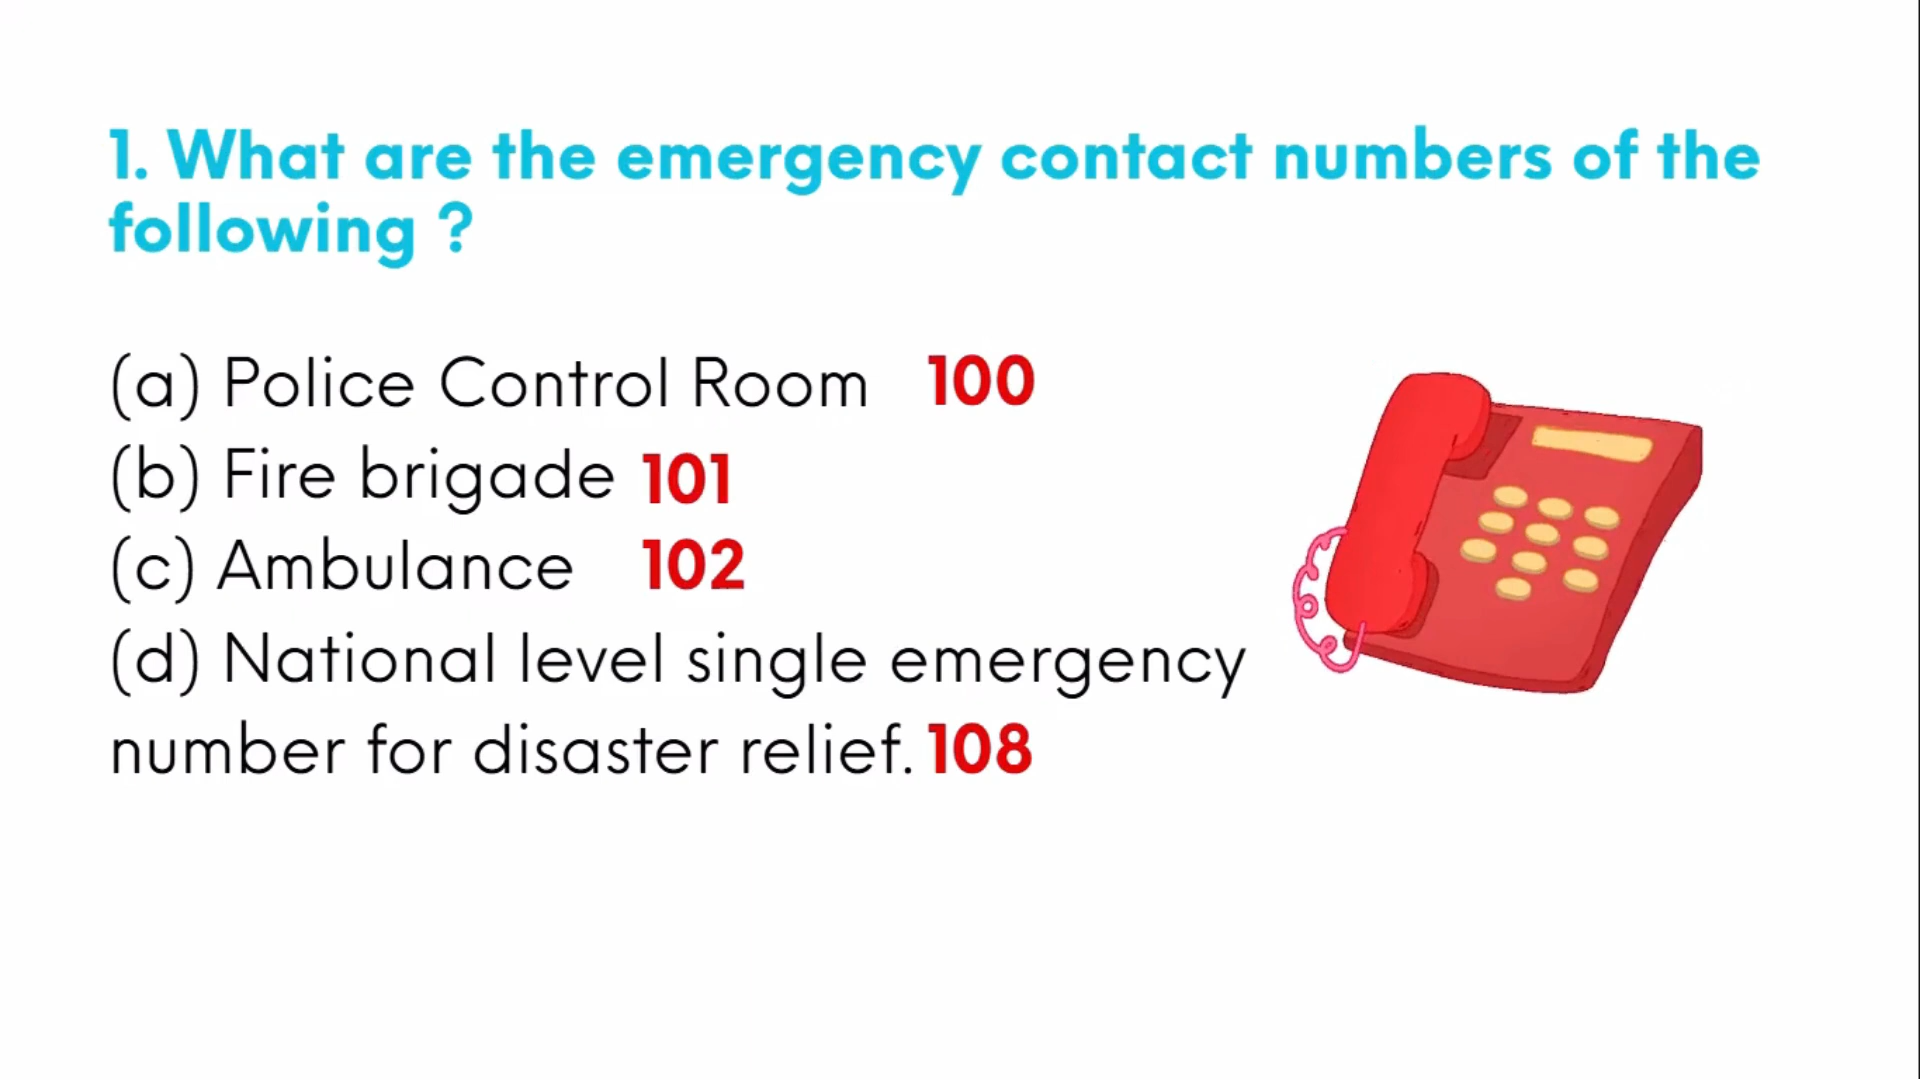 1. What are the emergency contact numbers of the
following ?
(a) Police Control Room 100
(b) Fire brigade 101
(c) Ambulance 102
(d) National level single emergency
number for disaster relief. 108